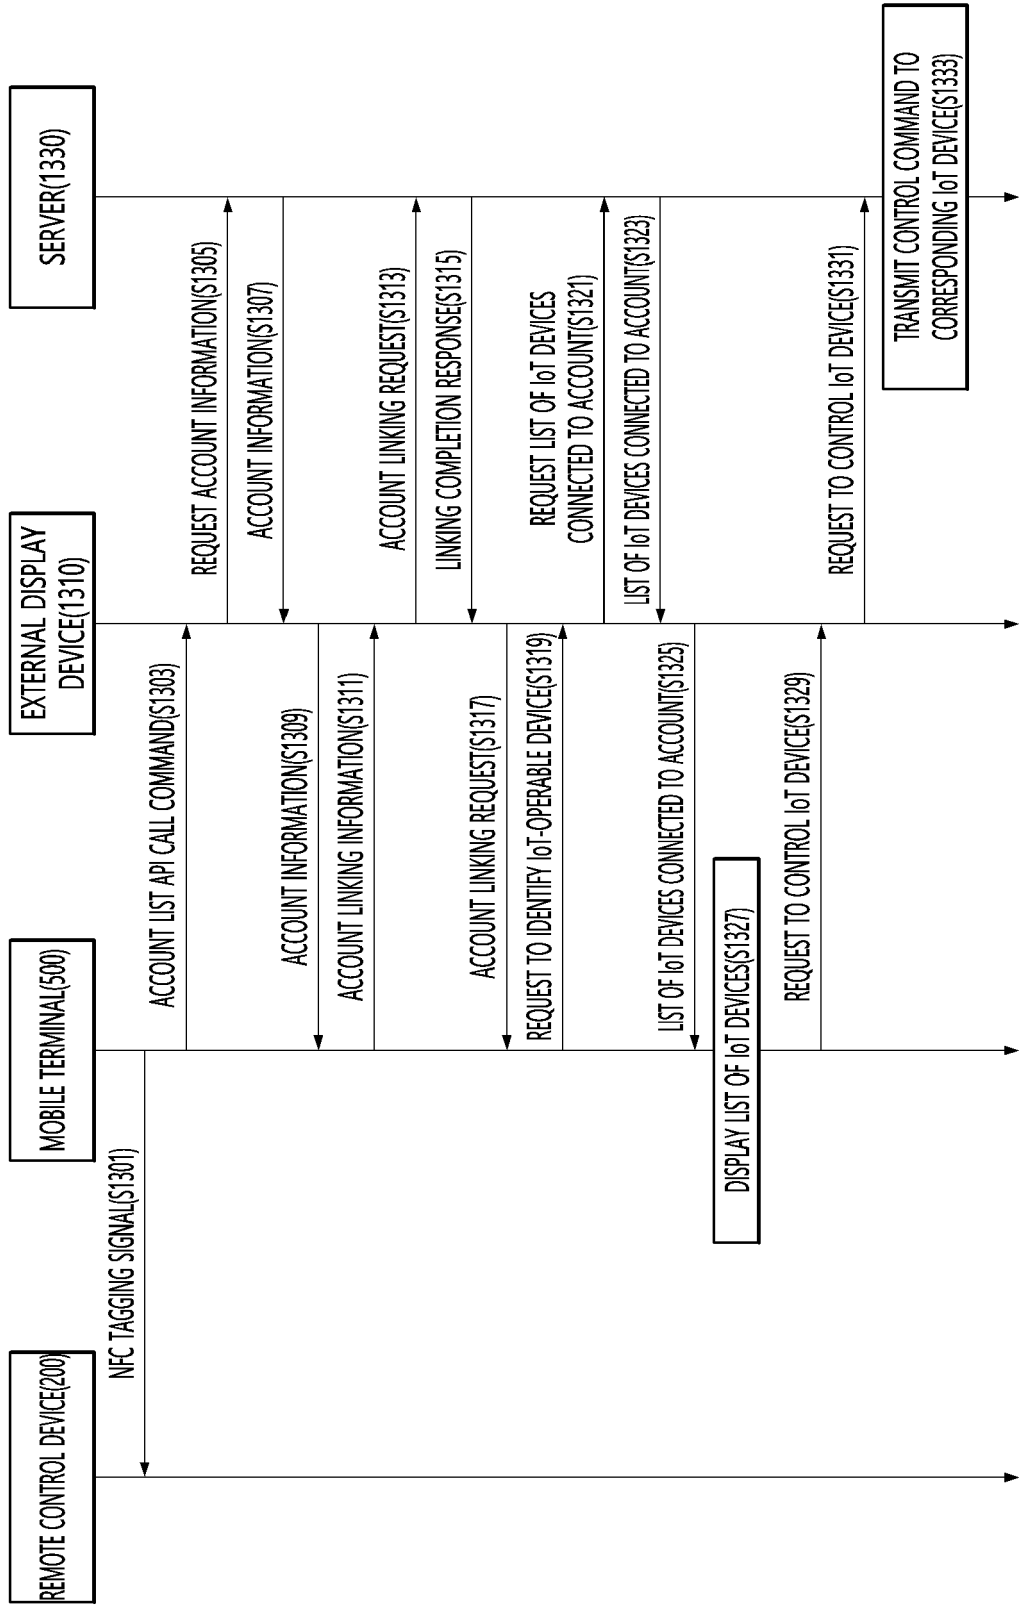 REMOTE CONTROL DEVICE(200)
MOBILE TERMINAL(500)
EXTERNAL DISPLAY
DEVICE(1310)
SERVER(1330)
NFC TAGGING SIGNAL(S1301)
ACCOUNT LIST API CALL COMMAND(S1303)
REQUEST ACCOUNT INFORMATION(S1305)
ACCOUNT INFORMATION(S1307)
ACCOUNT INFORMATION(S1309)
ACCOUNT LINKING INFORMATION(S1311)
ACCOUNT LINKING REQUEST(S1313)
LINKING COMPLETION RESPONSE(S1315)
ACCOUNT LINKING REQUEST(S1317)
REQUEST TO IDENTIFY IoT-OPERABLE DEVICE(S1319)
REQUEST LIST OF IoT DEVICES
CONNECTED TO ACCOUNT(S1321)
LIST OF IoT DEVICES CONNECTED TO ACCOUNT(S1323)
LIST OF IoT DEVICES CONNECTED TO ACCOUNT(S1325)
DISPLAY LIST OF IoT DEVICES(S1327)
REQUEST TO CONTROL IoT DEVICE(S1329)
REQUEST TO CONTROL IoT DEVICE(S1331)
TRANSMIT CONTROL COMMAND TO
CORRESPONDING IoT DEVICE(S1333)